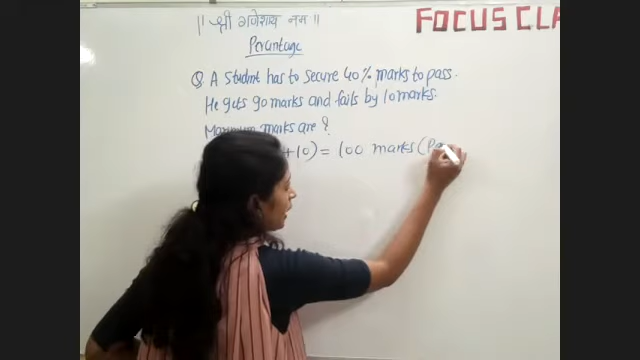 || श्री गणेशाय नम ||
FOCUS CLA
Percentage
Q. A student has to secure 40% marks to pass.
He gets 90 marks and fails by 10 marks.
Maximum marks are ?
+10) = 100 marks (Pa